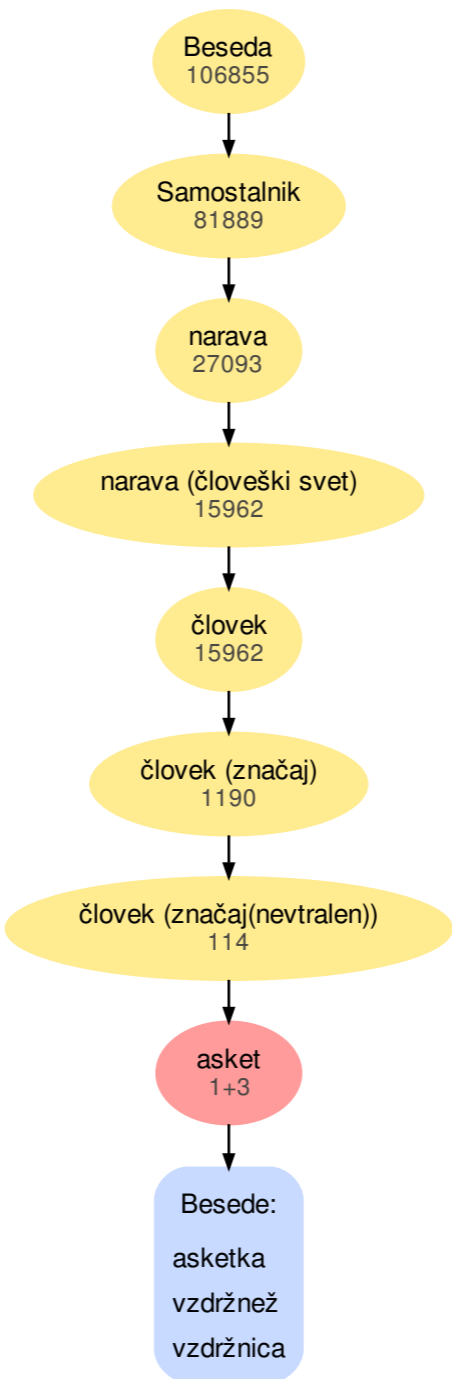 Beseda
106855
Samostalnik
81889
narava
27093
narava (človeški svet)
15962
človek
15962
človek (značaj)
1190
človek (značaj(nevtralen))
114
asket
1+3
Besede:
asketka
vzdržnež
vzdržnica